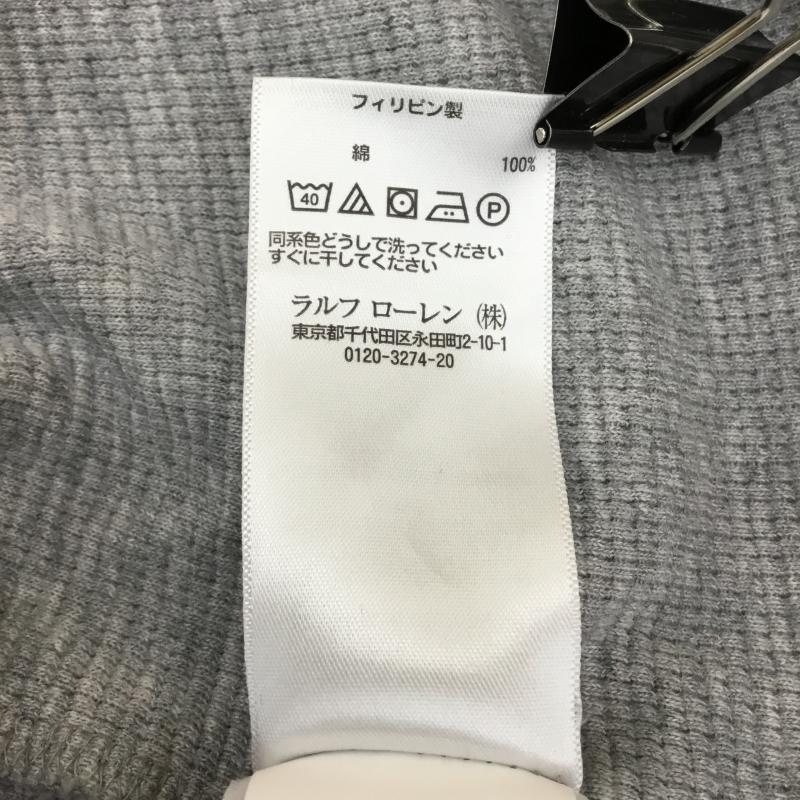 フィリピン製
綿 100%
40 P
同系色どうしで洗ってください
すぐに干してください
ラルフ ローレン ㈱
東京都千代田区永田町2-10-1
0120-3274-20